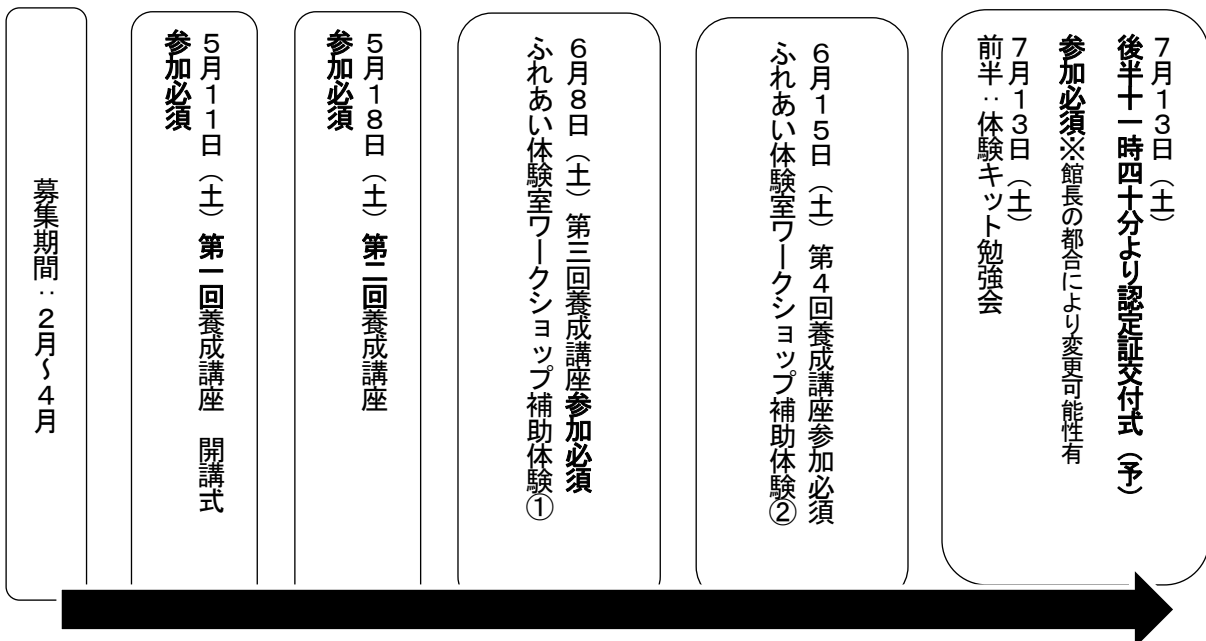 募集期間：２月～４月
５月１１日（土）第一回養成講座　開講式
参加必須
５月１８日（土）第二回養成講座
参加必須
６月８日（土）第三回養成講座参加必須
ふれあい体験室ワークショップ補助体験①
６月１５日（土）第４回養成講座参加必須
ふれあい体験室ワークショップ補助体験②
７月１３日（土）
後半十一時四十分より認定証交付式（予）
参加必須※館長の都合により変更可能性有
７月１３日（土）
前半：体験キット勉強会